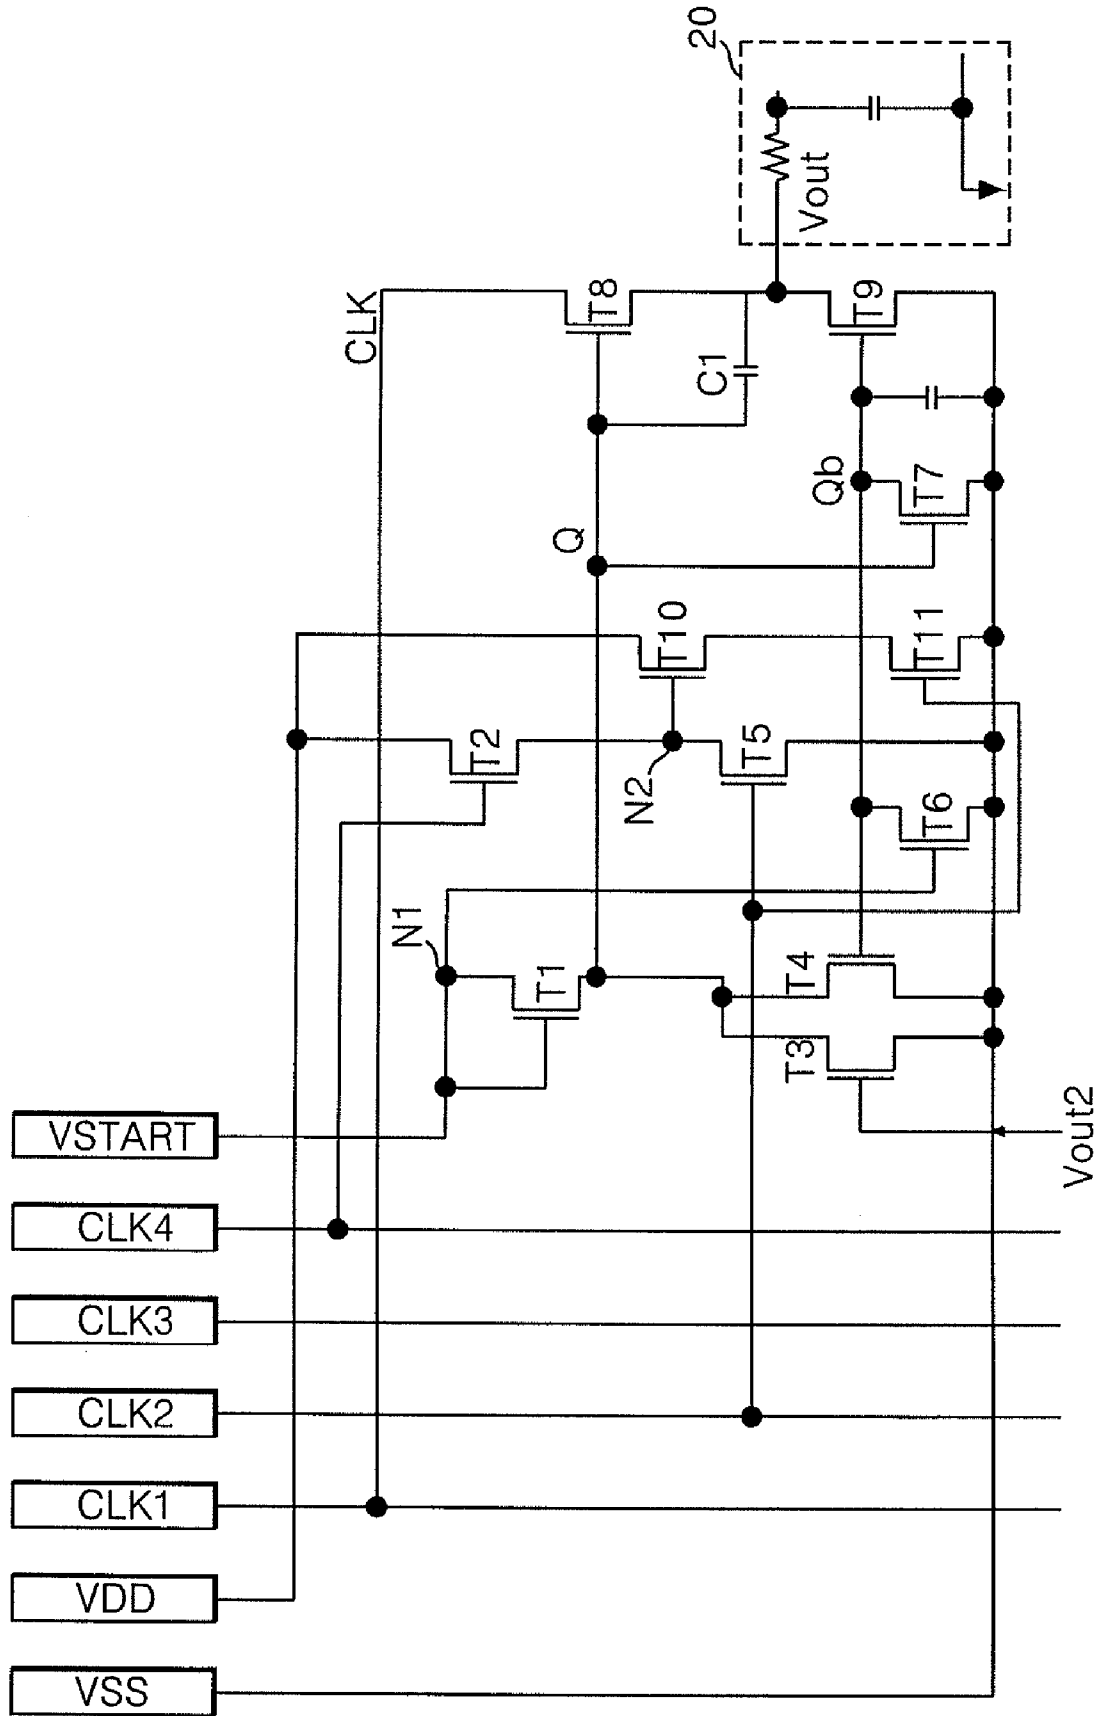 20
Vout
CLK
T8
T9
C1
Qb
T7
Q
T10
T11
T2
N2
T5
T6
N1
T1
T4
T3
VSTART
CLK4
CLK3
CLK2
CLK1
VDD
VSS
Vout2